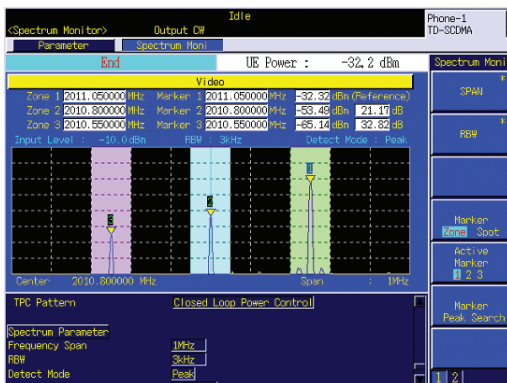 Idle
Phone-1
<Spectrum Monitor> Output CW
TD-SCDMA
Parameter Spectrum Moni
End UE Power : -32.2 dBm Spectrum Moni
Video
Zone 1 2011.050000 MHz Marker 1 2011.050000 MHz -32.32 dBm (Reference)
Zone 2 2010.800000 MHz Marker 2 2010.800000 MHz -53.49 dBm 21.17 dB
Zone 3 2010.550000 MHz Marker 3 2010.550000 MHz -65.14 dBm 32.82 dB
Input Level : -10.0 dBm RBW : 3kHz Detect Mode : Peak
1
2
3
Center 2010.800000 MHz Span : 1MHz
TPC Pattern Closed Loop Power Control
Spectrum Parameter
Frequency Span 1MHz
RBW 3kHz
Detect Mode Peak
*
SPAN
*
RBW
Marker
Zone Spot
Active
Marker
1 2 3
Marker
Peak Search
1 2